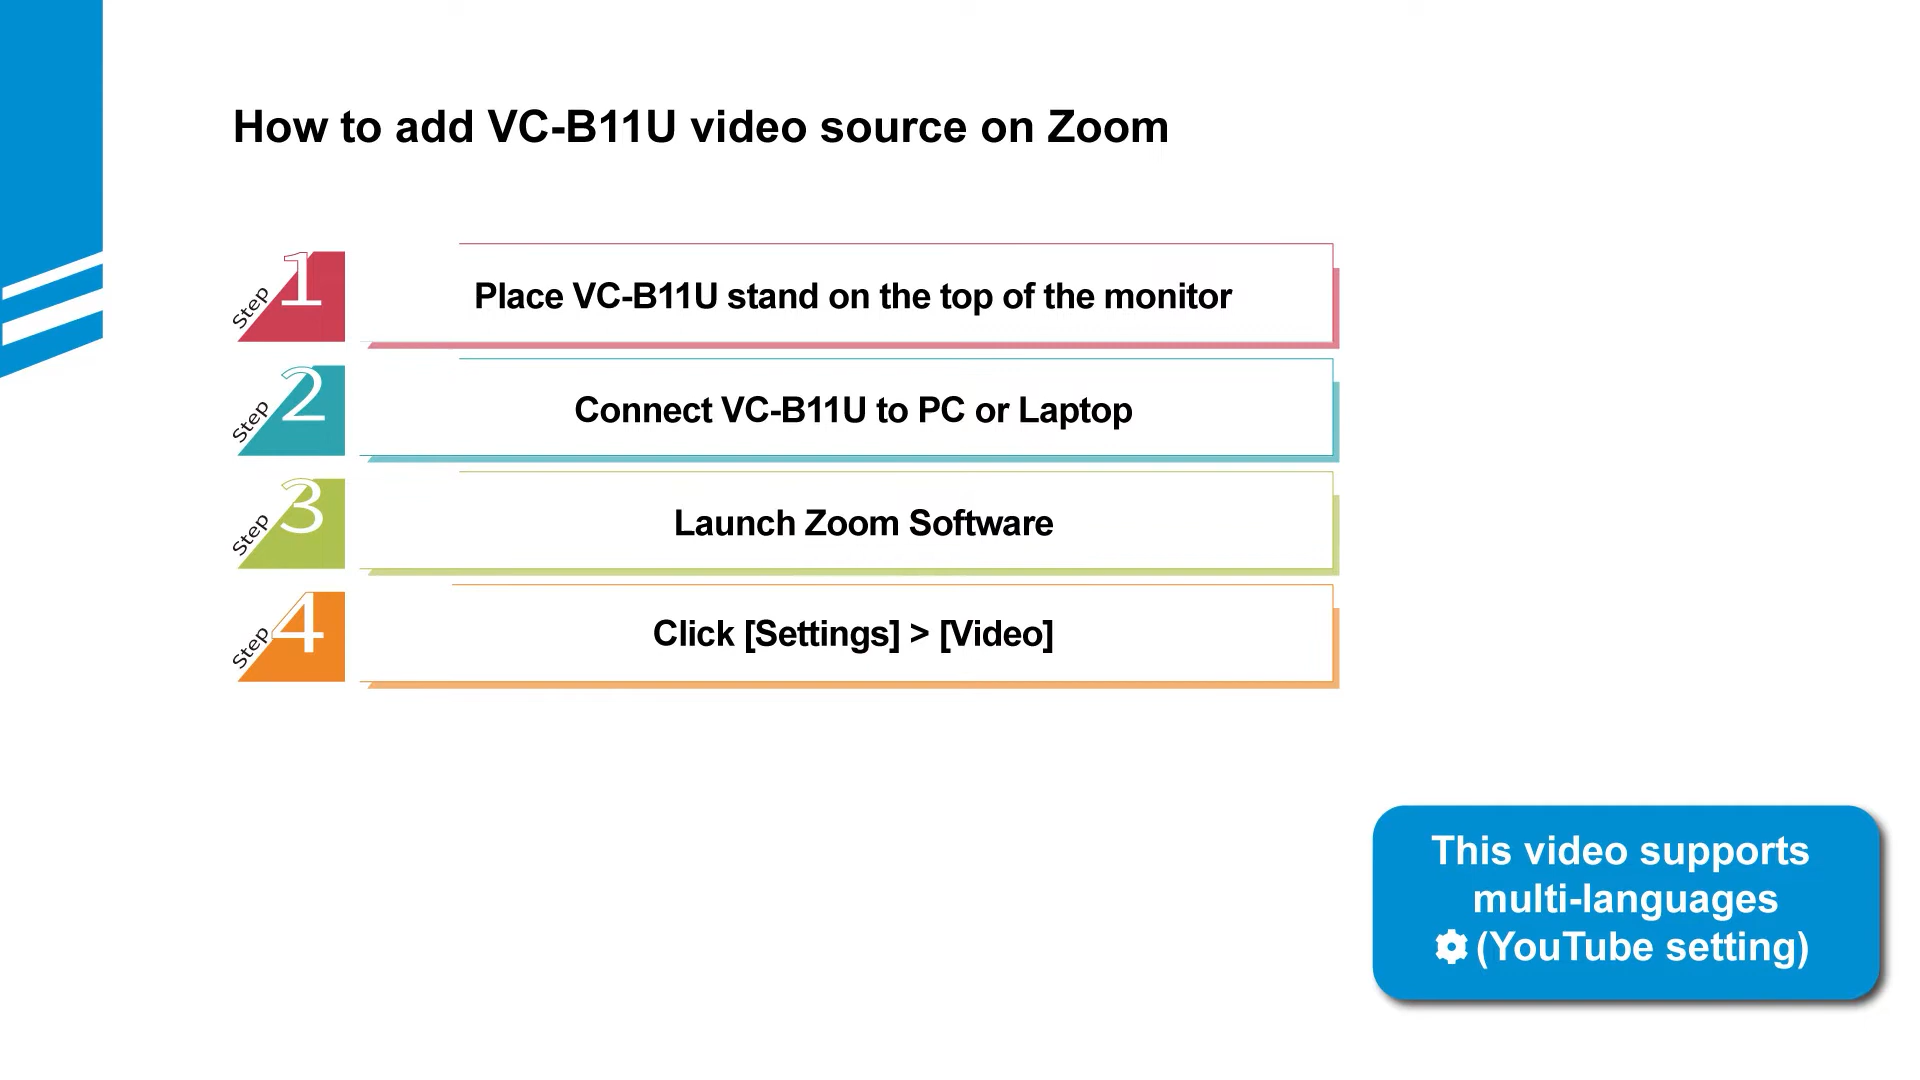 How to add VC-B11U video source on Zoom
Step 1
Place VC-B11U stand on the top of the monitor
Step 2
Connect VC-B11U to PC or Laptop
Step 3
Launch Zoom Software
Step 4
Click [Settings] > [Video]
This video supports
multi-languages
(YouTube setting)